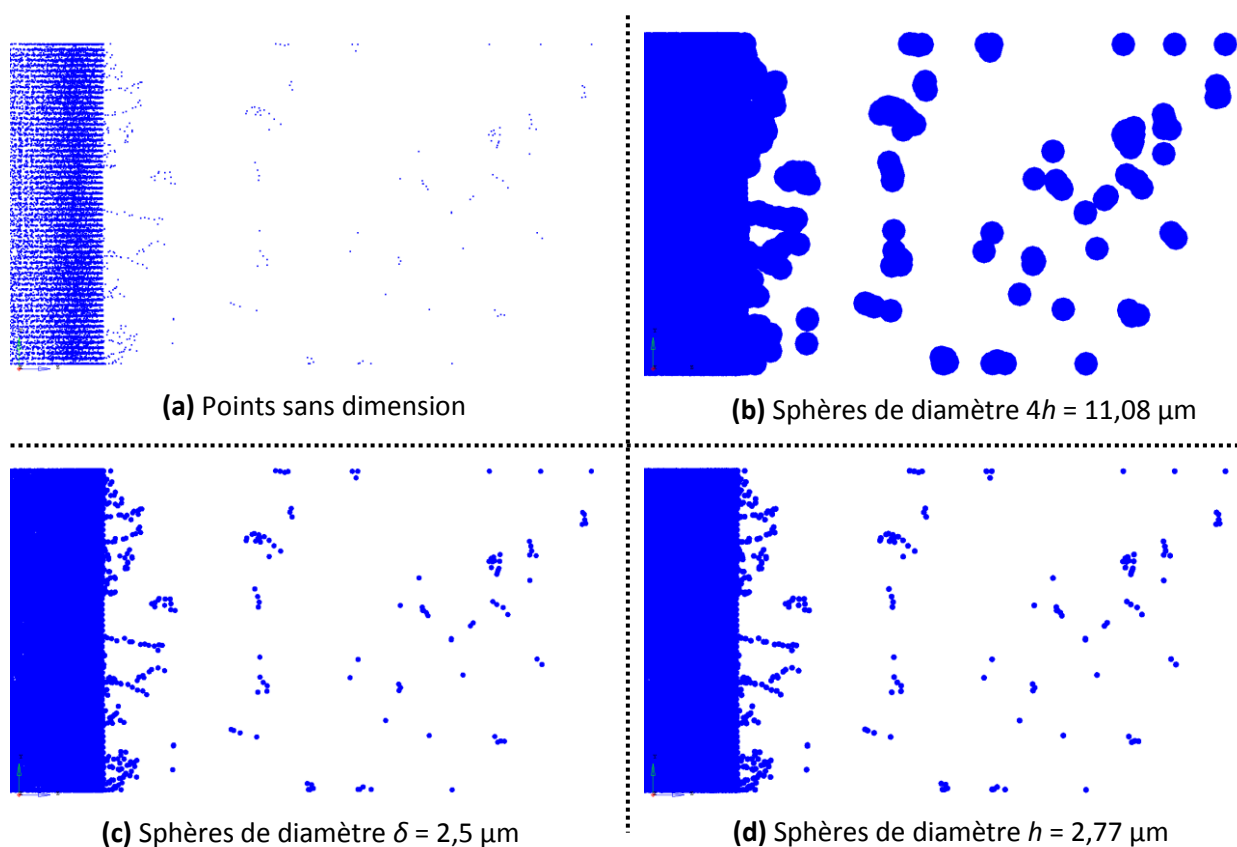 (a) Points sans dimension
(b) Sphères de diamètre 4h = 11,08 µm
(c) Sphères de diamètre δ = 2,5 µm
(d) Sphères de diamètre h = 2,77 µm